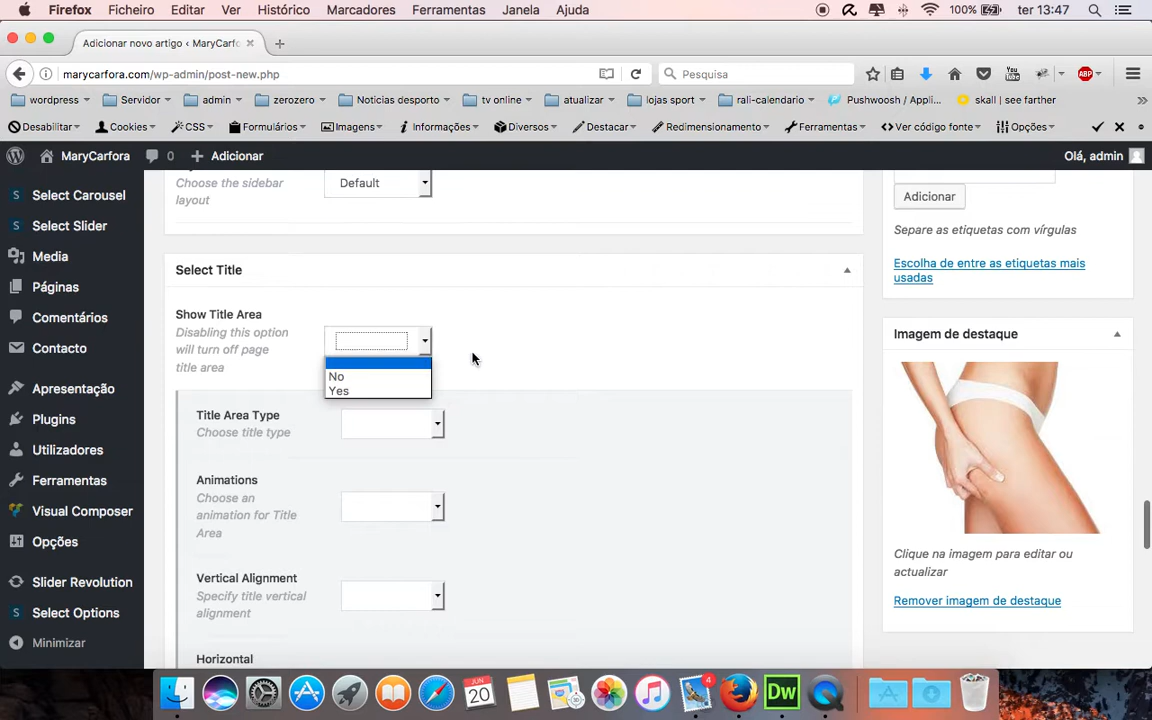 Firefox Ficheiro Editar Ver Histórico Marcadores Ferramentas Janela Ajuda 100% ter 13:47
Adicionar novo artigo ‹ MaryCarfo
marycarfora.com/wp-admin/post-new.php
Pesquisa
You Tube
ABP
wordpress Servidor admin zerozero Noticias desporto tv online atualizar lojas sport rali-calendario Pushwoosh / Appli... skall | see farther
Desabilitar Cookies CSS Formulários Imagens Informações Diversos Destacar Redimensionamento Ferramentas Ver código fonte Opções
MaryCarfora 0 Adicionar Olá, admin
Select Carousel
Select Slider
Media
Páginas
Comentários
Contacto
Apresentação
Plugins
Utilizadores
Ferramentas
Visual Composer
Opções
Slider Revolution
Select Options
Minimizar
Choose the sidebar
layout
Default
Select Title
Show Title Area
Disabling this option
will turn off page
title area
No
Yes
Title Area Type
Choose title type
Animations
Choose an
animation for Title
Area
Vertical Alignment
Specify title vertical
alignment
Horizontal
Adicionar
Separe as etiquetas com vírgulas
Escolha de entre as etiquetas mais
usadas
Imagem de destaque
Clique na imagem para editar ou
actualizar
Remover imagem de destaque
JUN
20
4
Dw